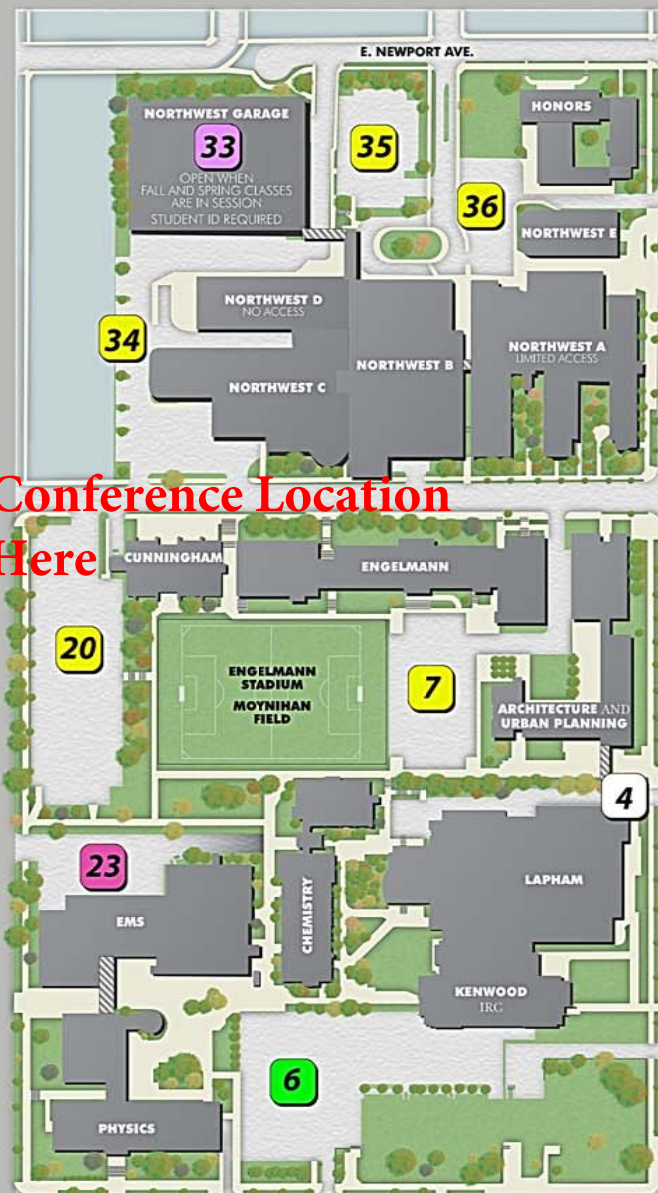 E. NEWPORT AVE.
NORTHWEST GARAGE
33
OPEN WHEN
FALL AND SPRING CLASSES
ARE IN SESSION
STUDENT ID REQUIRED
35
HONORS
36
NORTHWEST E
NORTHWEST D
NO ACCESS
34
NORTHWEST C
NORTHWEST B
NORTHWEST A
LIMITED ACCESS
Conference Location
Here
CUNNINGHAM
ENGELMANN
20
ENGELMANN
STADIUM
MOYNIHAN
FIELD
7
ARCHITECTURE AND
URBAN PLANNING
4
23
EMS
CHEMISTRY
LAPHAM
KENWOOD
IRC
6
PHYSICS